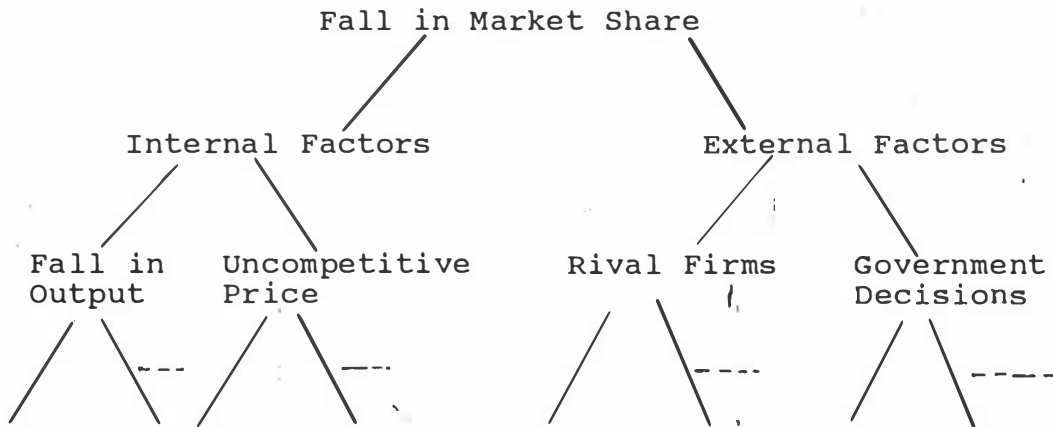 Fall in Market Share
Internal Factors
External Factors
Fall in
Output
Uncompetitive
Price
Rival Firms
Government
Decisions